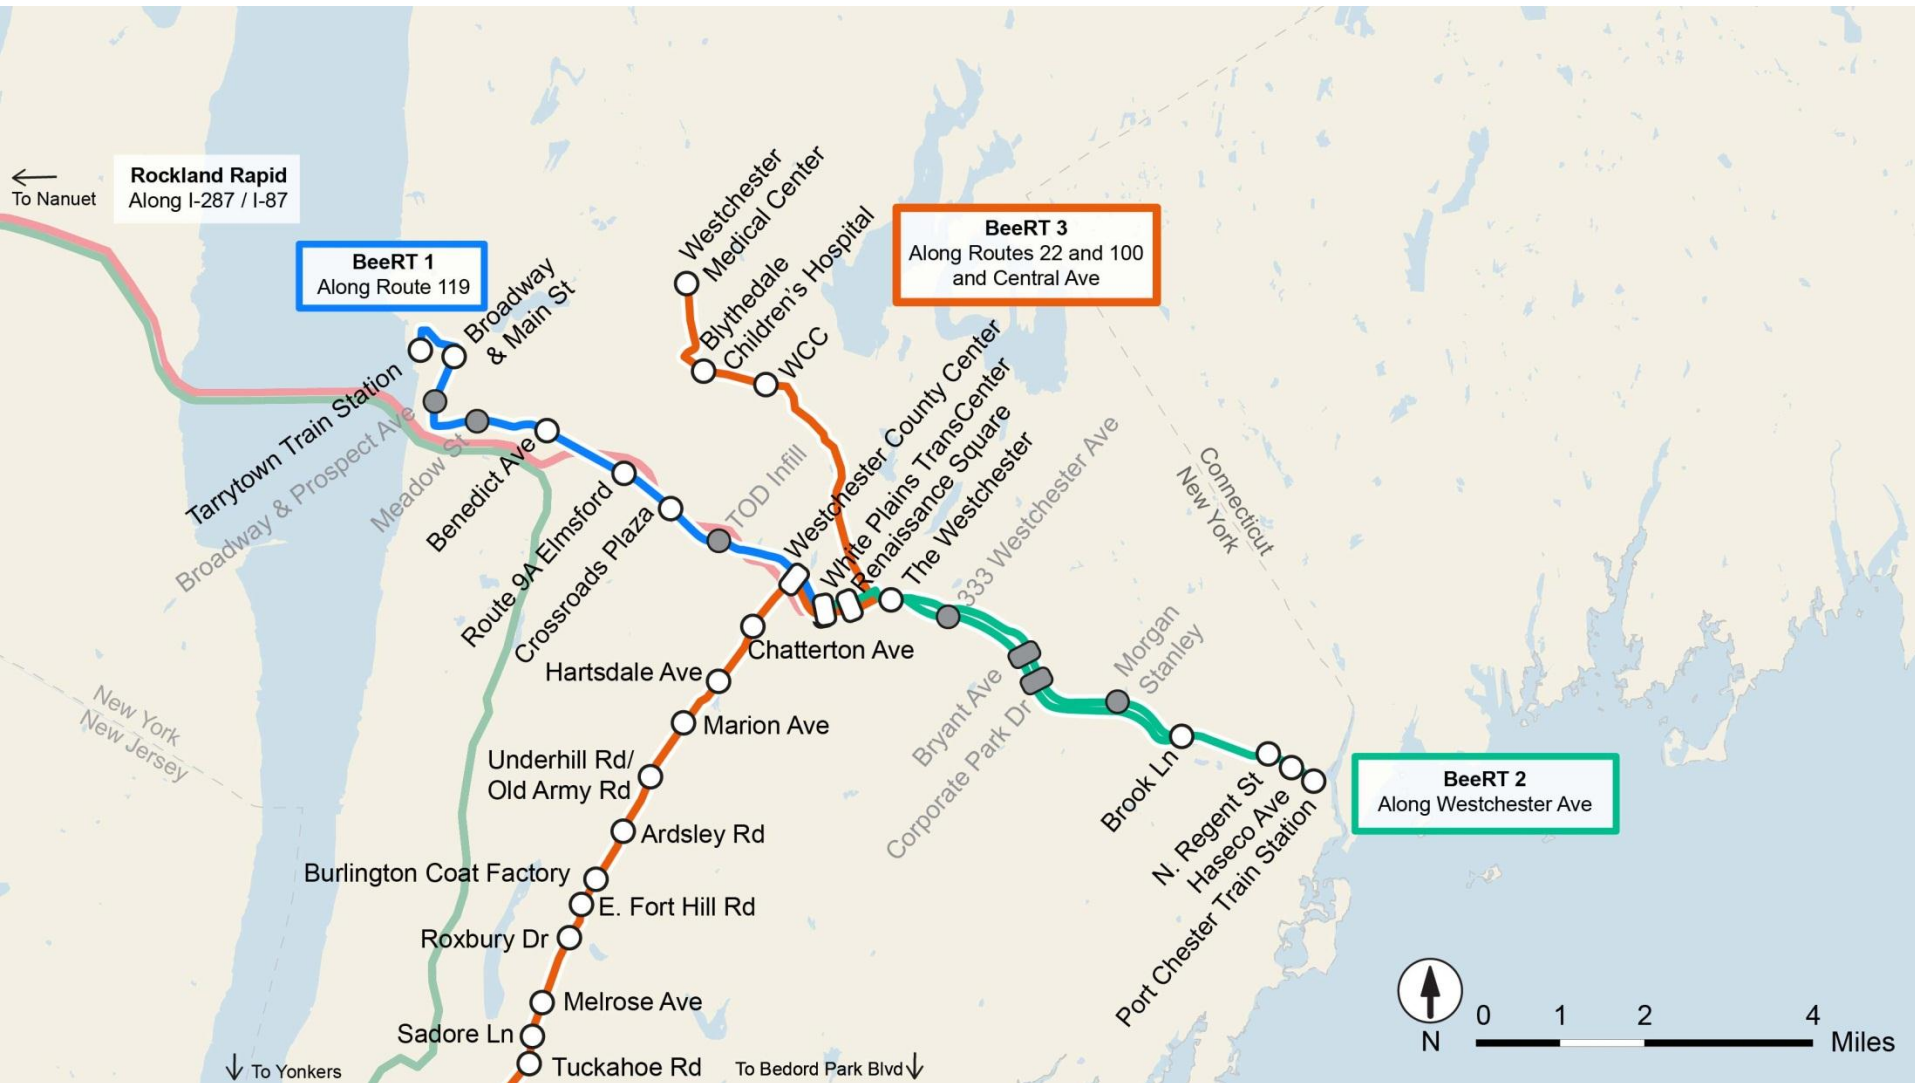 To Nanuet
Rockland Rapid
Along I-287 / I-87
BeeRT 1
Along Route 119
BeeRT 3
Along Routes 22 and 100
and Central Ave
Westchester
Medical Center
Blythedale
Children's Hospital
WCC
Broadway
& Main St
Tarrytown Train Station
Broadway & Prospect Ave
Meadow St
Benedict Ave
Route 9A Elmsford
Crossroads Plaza
TOD Infill
Westchester County Center
White Plains TransCenter
Renaissance Square
The Westchester
333 Westchester Ave
Connecticut
New York
Chatterton Ave
Hartsdale Ave
Marion Ave
Underhill Rd/
Old Army Rd
Ardsley Rd
Burlington Coat Factory
E. Fort Hill Rd
Roxbury Dr
Melrose Ave
Sadore Ln
Tuckahoe Rd
Bryant Ave
Corporate Park Dr
Morgan
Stanley
Brook Ln
N. Regent St
Haseco Ave
Port Chester Train Station
BeeRT 2
Along Westchester Ave
New York
New Jersey
To Yonkers
To Bedord Park Blvd
N
0 1 2 4
Miles